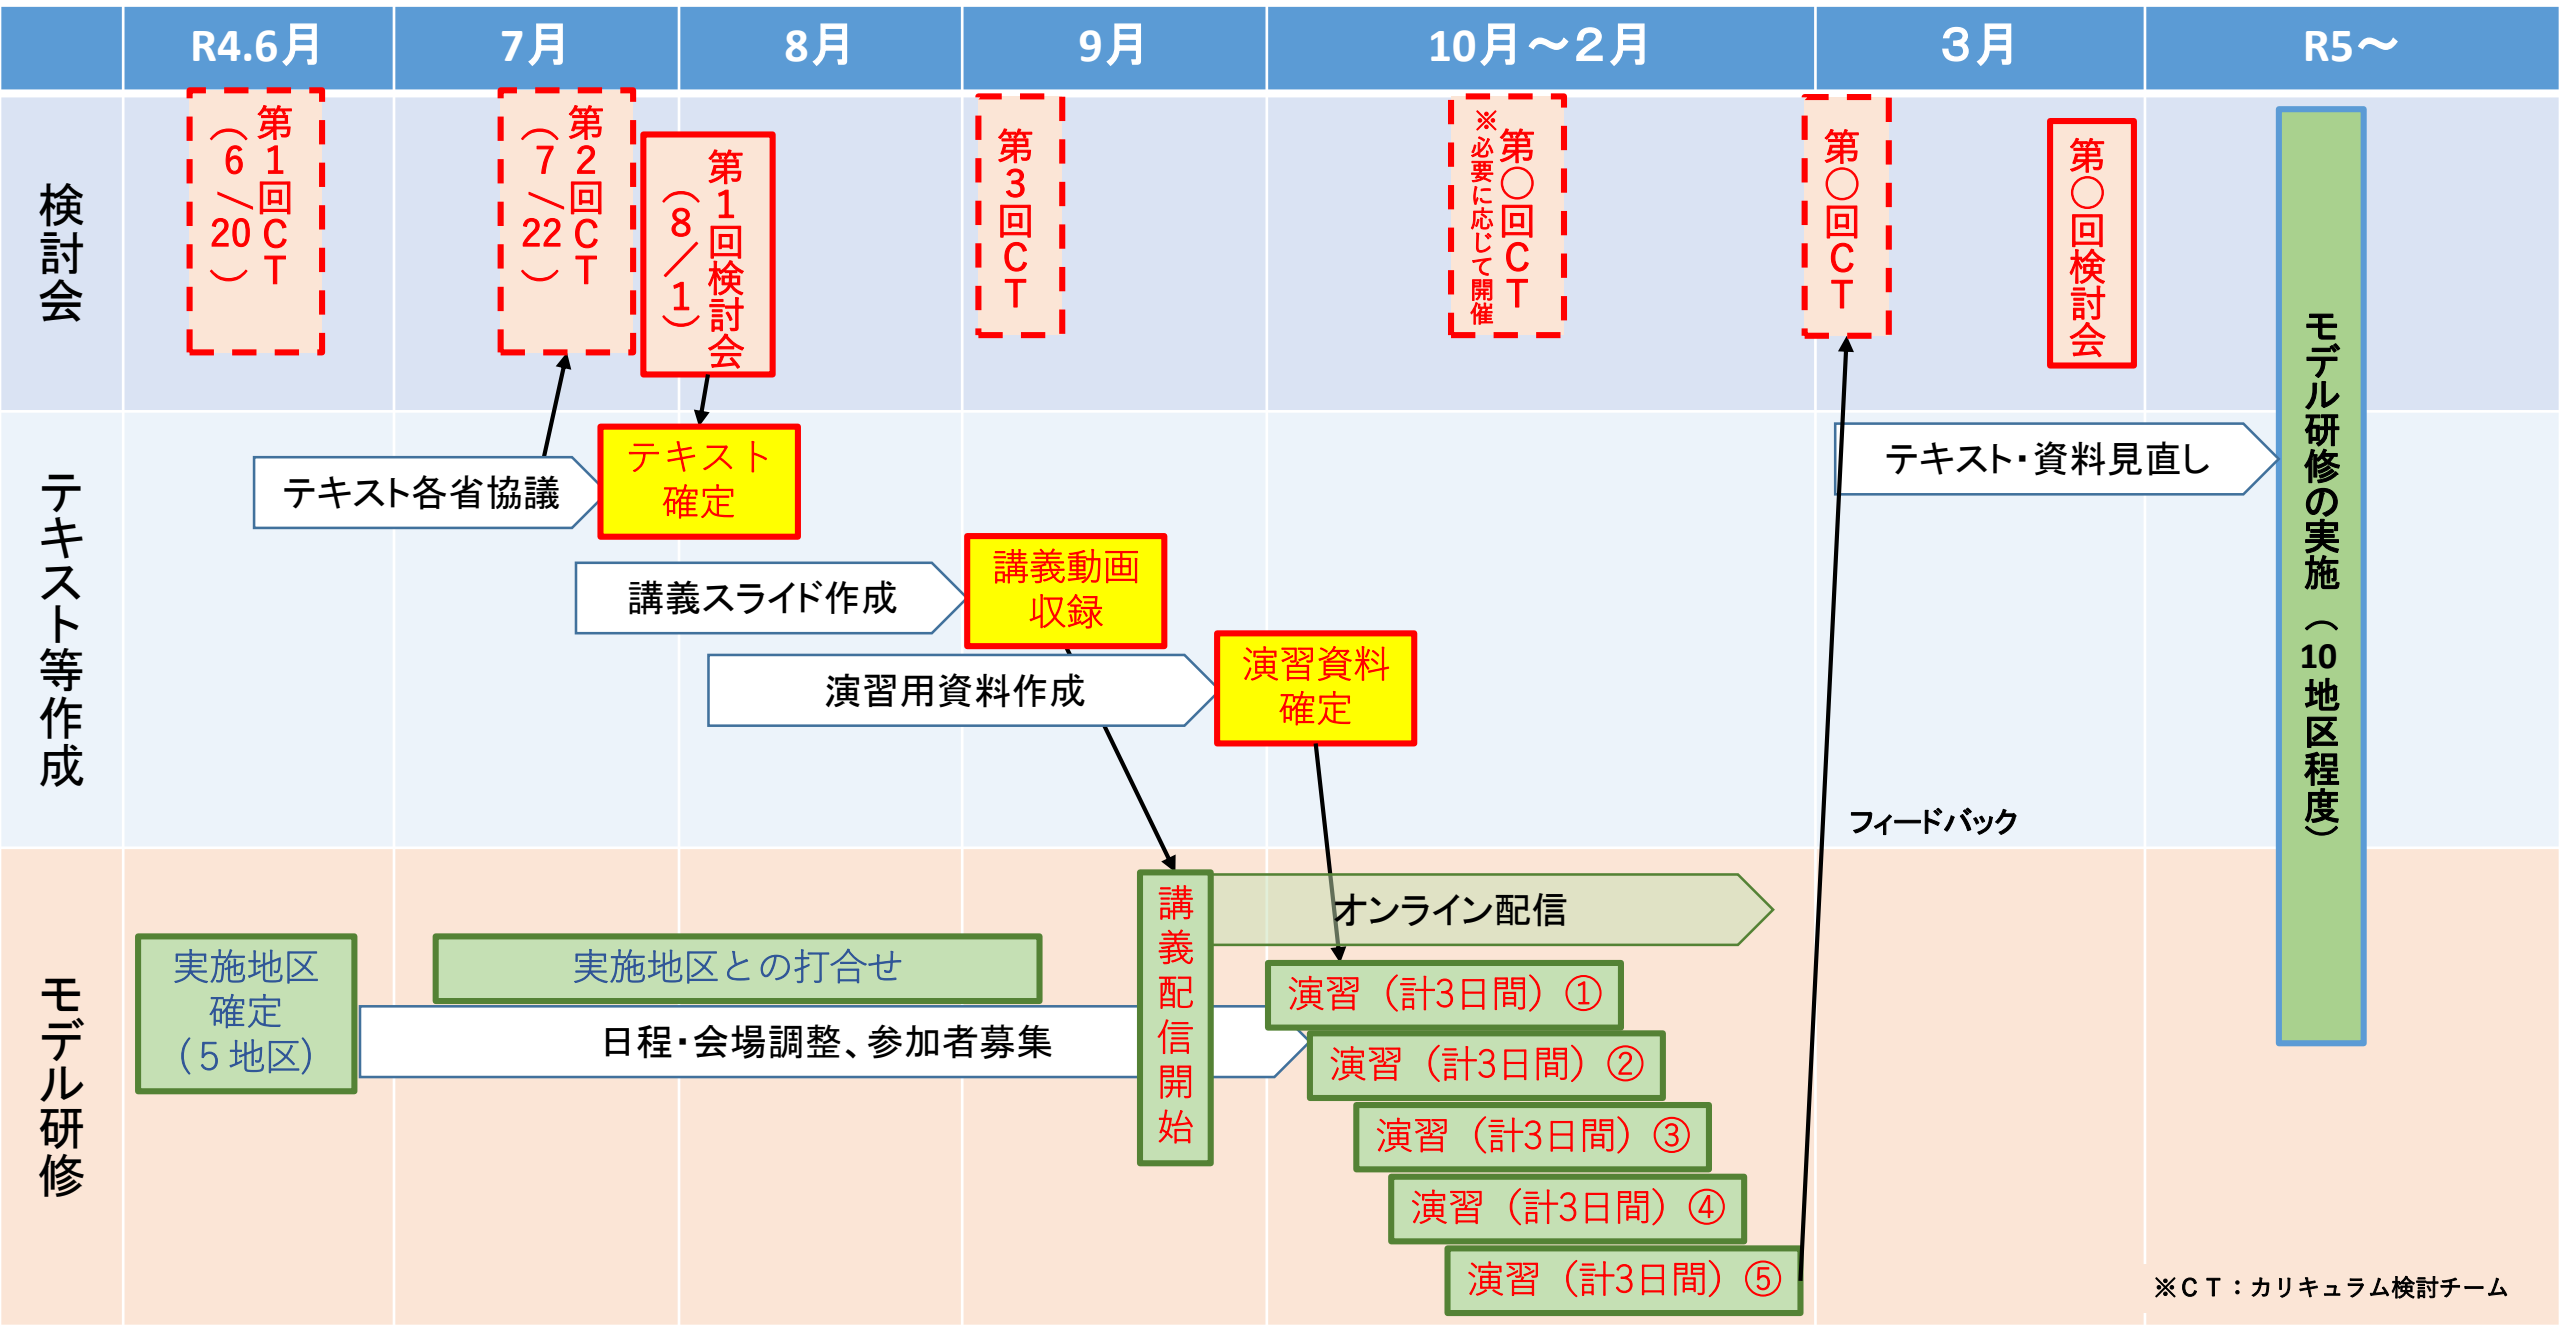 R4.6月
7月
8月
9月
10月～2月
3月
R5～
検討会
第1回CT
（6/20）
第2回CT
（7/22）
第1回検討会
（8／1）
第3回CT
第〇回CT
※必要に応じて開催
第〇回CT
第〇回検討会
テキスト等作成
テキスト各省協議
テキスト
確定
講義スライド作成
講義動画
収録
演習用資料作成
演習資料
確定
テキスト・資料見直し
フィードバック
モデル研修の実施（10地区程度）
モデル研修
実施地区
確定
（５地区）
実施地区との打合せ
日程・会場調整、参加者募集
講義配信開始
オンライン配信
演習（計3日間）①
演習（計3日間）②
演習（計3日間）③
演習（計3日間）④
演習（計3日間）⑤
※ＣＴ：カリキュラム検討チーム